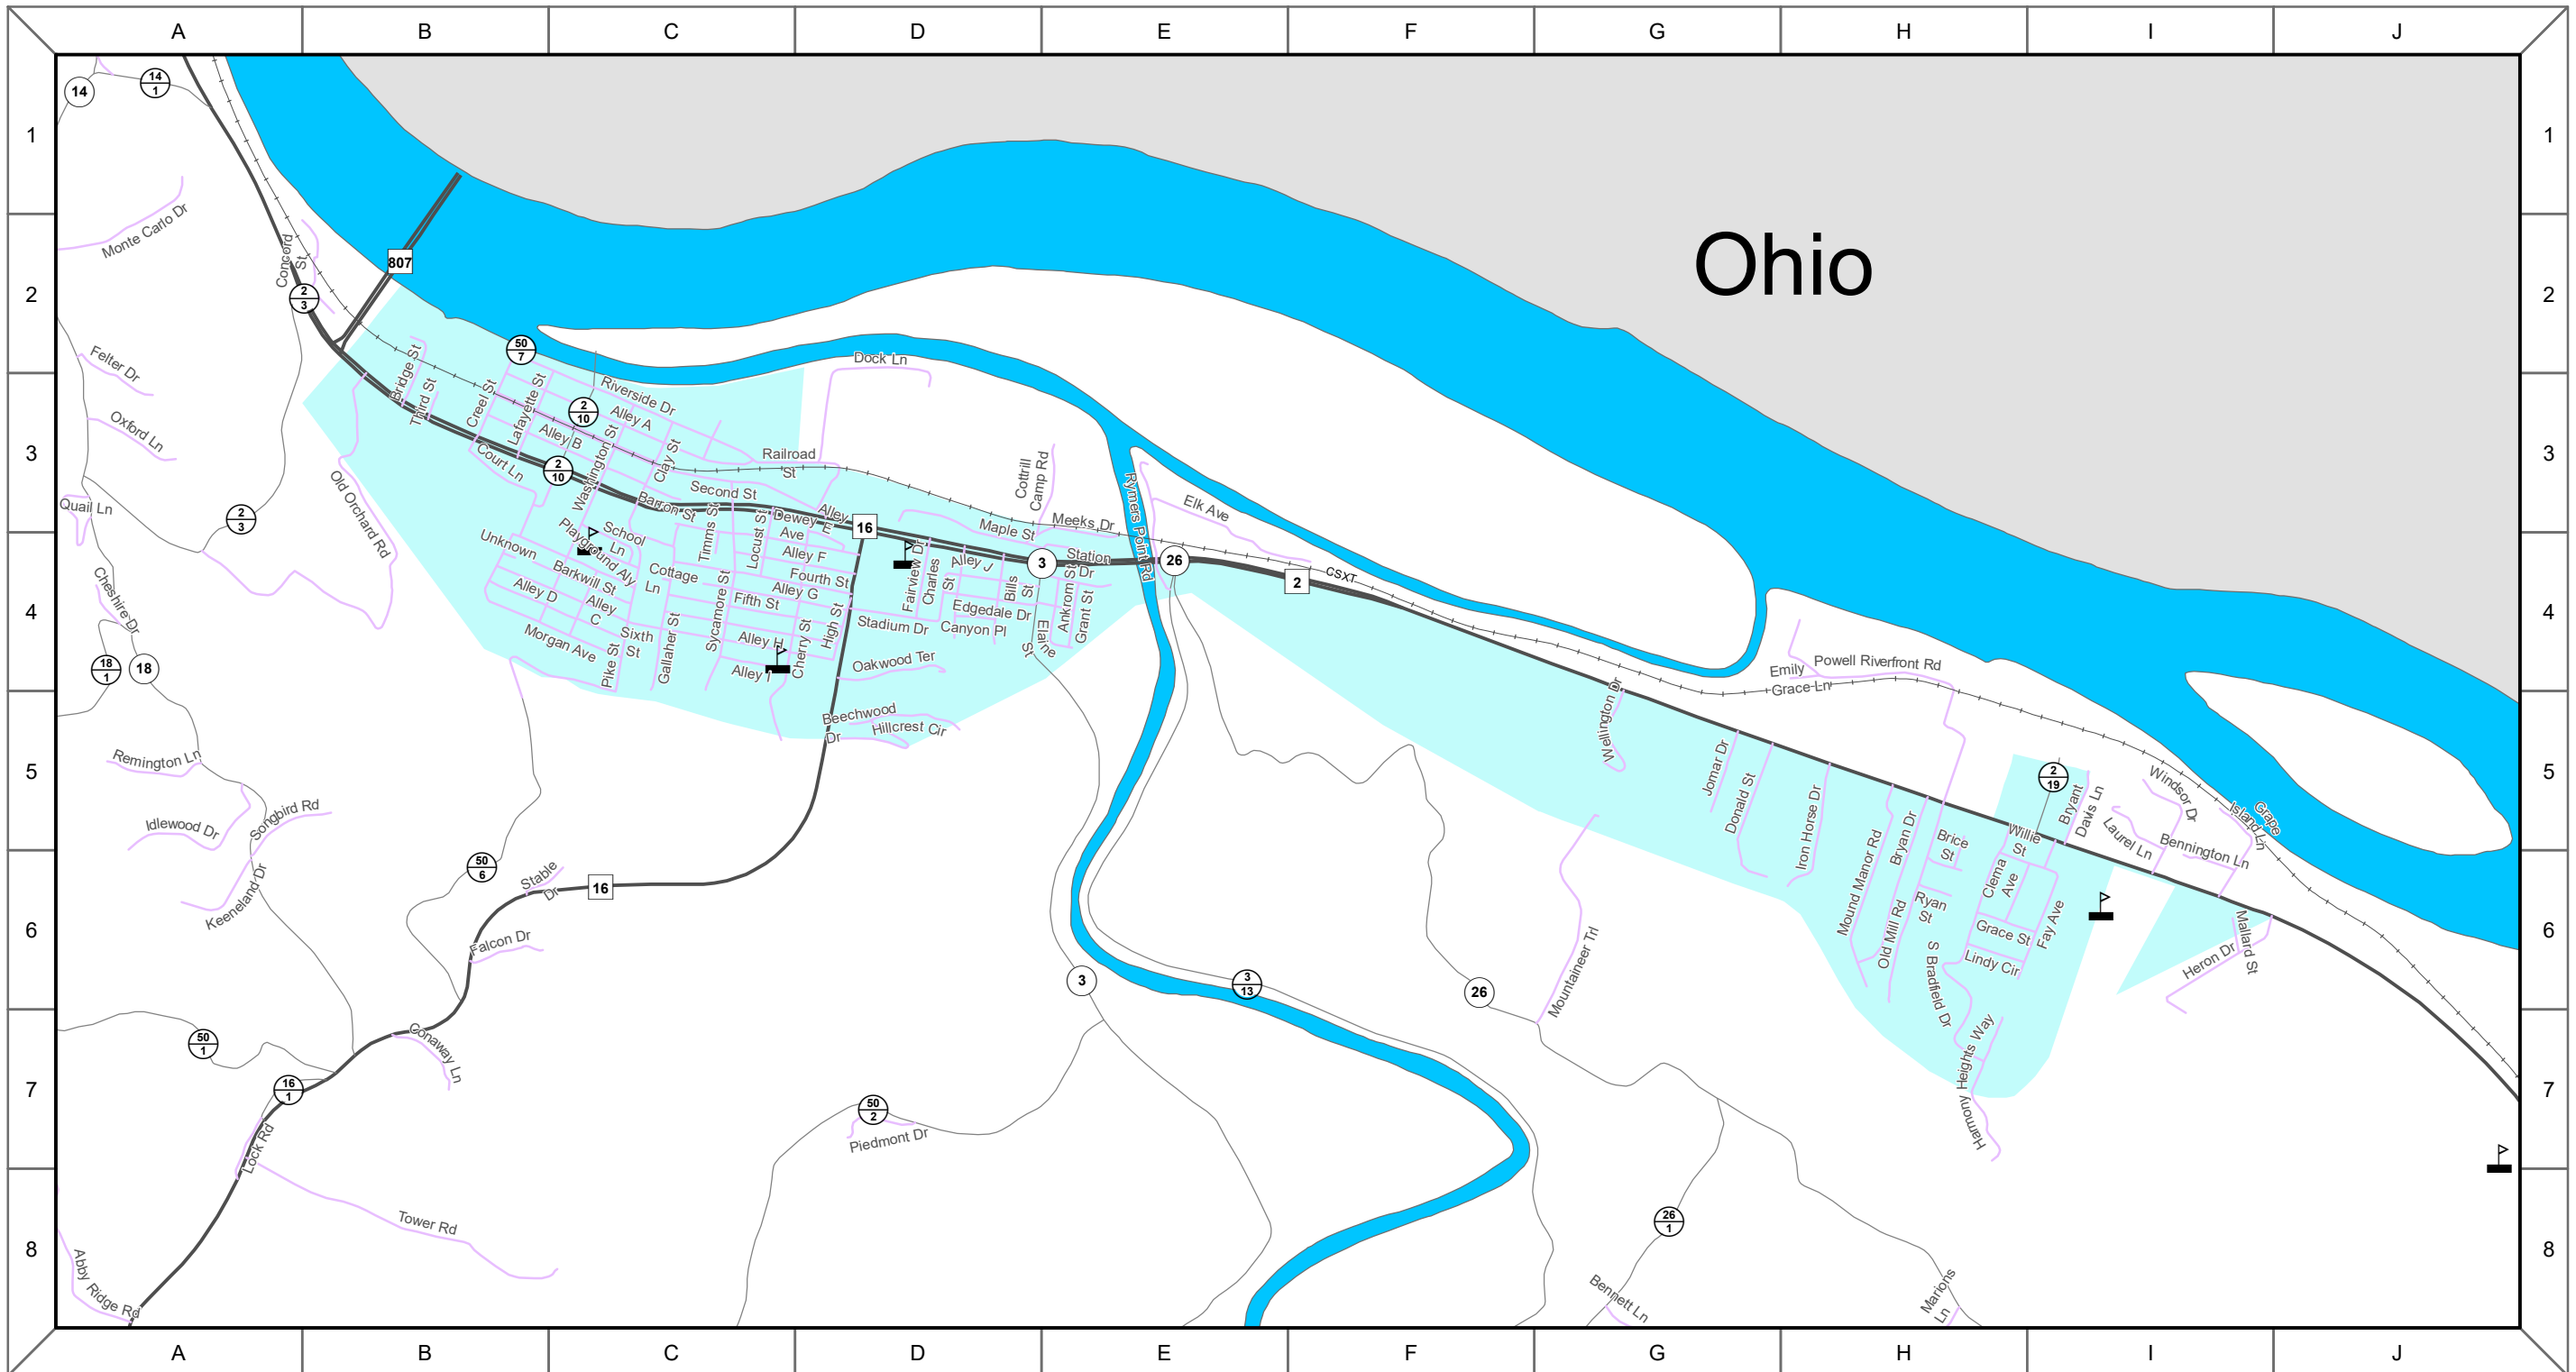 A B C D E F G H I J
1 1
2 2
3 3
4 4
5 5
6 6
7 7
8 8
Ohio
14
14
1
Monte Carlo Dr
Concord
St
2
3
807
Felter Dr
Oxford Ln
Quail Ln
2
3
Cheshire Dr
18
1
18
Remington Ln
Idlewood Dr
Songbird Rd
Keeneland Dr
50
1
16
1
Lock Rd
Tower Rd
Abby Ridge Rd
Conaway Ln
Falcon Dr
Stable
Dr
50
6
16
Old Orchard Rd
Bridge St
Third St
Creel St
Lafayette St
50
7
Riverside Dr
2
10
Alley A
Alley B
Court Ln
2
10
Washington St
Clay St
Railroad
St
Second St
Barron St
Dewey
Ave
Alley
E
Timms St
Locust St
Alley F
School
Ln
Playground Aly
Unknown
Barkwill St
Cottage
Ln
Alley D
Alley
C
Morgan Ave
Sixth
St
Pike St
Gallaher St
Sycamore St
Fourth St
Alley G
Fifth St
Alley H
Alley I
Cherry St
High St
16
Dock Ln
Cottrill
Camp Rd
Maple St
Meeks Dr
Station
Dr
3
26
2
CSXT
Rymers Point Rd
Elk Ave
Fairview Dr
Charles
St
Alley J
Bills
St
Edgedale Dr
Canyon Pl
Stadium Dr
Ankrom St
Grant St
Elaine
St
Oakwood Ter
Beechwood
Dr
Hillcrest Cir
3
3
13
50
2
Piedmont Dr
26
Mountaineer Trl
26
1
Bennett Ln
Marions
Ln
Wellington Dr
Jomar Dr
Donald St
Iron Horse Dr
Emily
Grace Ln
Powell Riverfront Rd
Mound Manor Rd
Bryan Dr
Old Mill Rd
Brice
St
Ryan
St
S Bradfield Dr
Willie
St
Clema
Ave
Grace St
Lindy Cir
Fay Ave
Harmony Heights Way
2
19
Bryant
Davis Ln
Laurel Ln
Windsor Dr
Grape
Island Ln
Bennington Ln
Mallard St
Heron Dr
A B C D E F G H I J